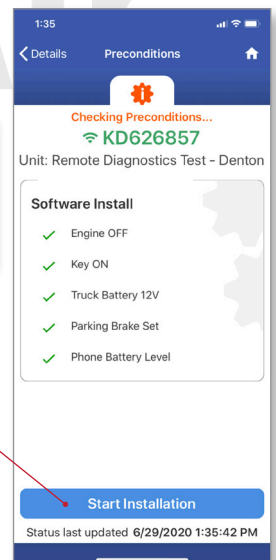 1:35
Details Preconditions
Checking Preconditions...
KD626857
Unit: Remote Diagnostics Test - Denton
Software Install
Engine OFF
Key ON
Truck Battery 12V
Parking Brake Set
Phone Battery Level
Start Installation
Status last updated 6/29/2020 1:35:42 PM